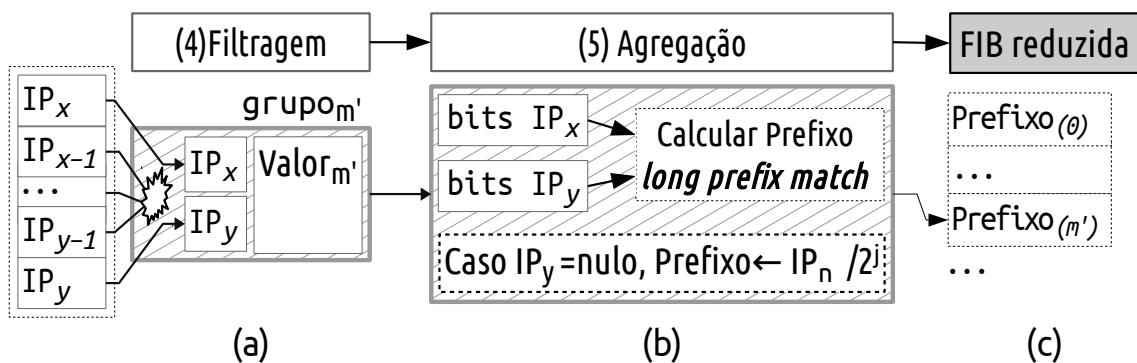 (4)Filtragem
(5) Agregação
FIB reduzida
IPx
IPx-1
...
IPy-1
IPy
grupom'
IPx
IPy
Valorm'
bits IPx
bits IPy
Calcular Prefixo
long prefix match
Caso IPy=nulo, Prefixo← IPn /2j
Prefixo(0)
...
Prefixo(m')
...
(a)
(b)
(c)